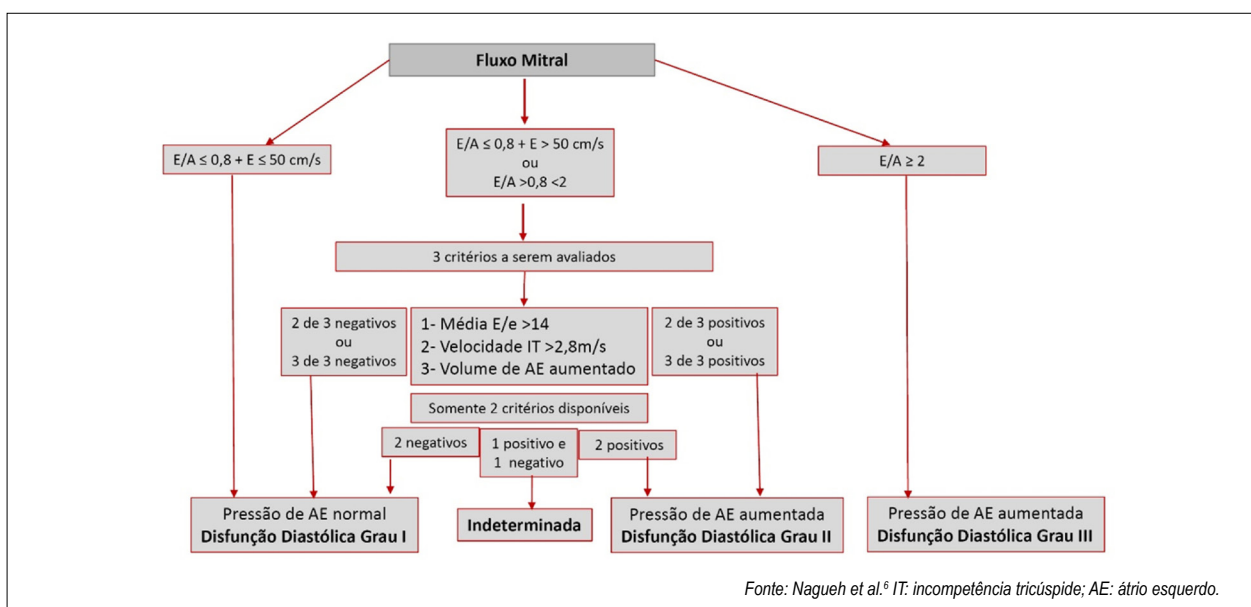 Fluxo Mitral
E/A ≤ 0,8 + E ≤ 50 cm/s
E/A ≤ 0,8 + E > 50 cm/s
ou
E/A >0,8 <2
E/A ≥ 2
3 critérios a serem avaliados
2 de 3 negativos
ou
3 de 3 negativos
1- Média E/e >14
2- Velocidade IT >2,8m/s
3- Volume de AE aumentado
2 de 3 positivos
ou
3 de 3 positivos
Somente 2 critérios disponíveis
2 negativos
1 positivo e
1 negativo
2 positivos
Pressão de AE normal
Disfunção Diastólica Grau I
Indeterminada
Pressão de AE aumentada
Disfunção Diastólica Grau II
Pressão de AE aumentada
Disfunção Diastólica Grau III
Fonte: Nagueh et al.⁶ IT: incompetência tricúspide; AE: átrio esquerdo.